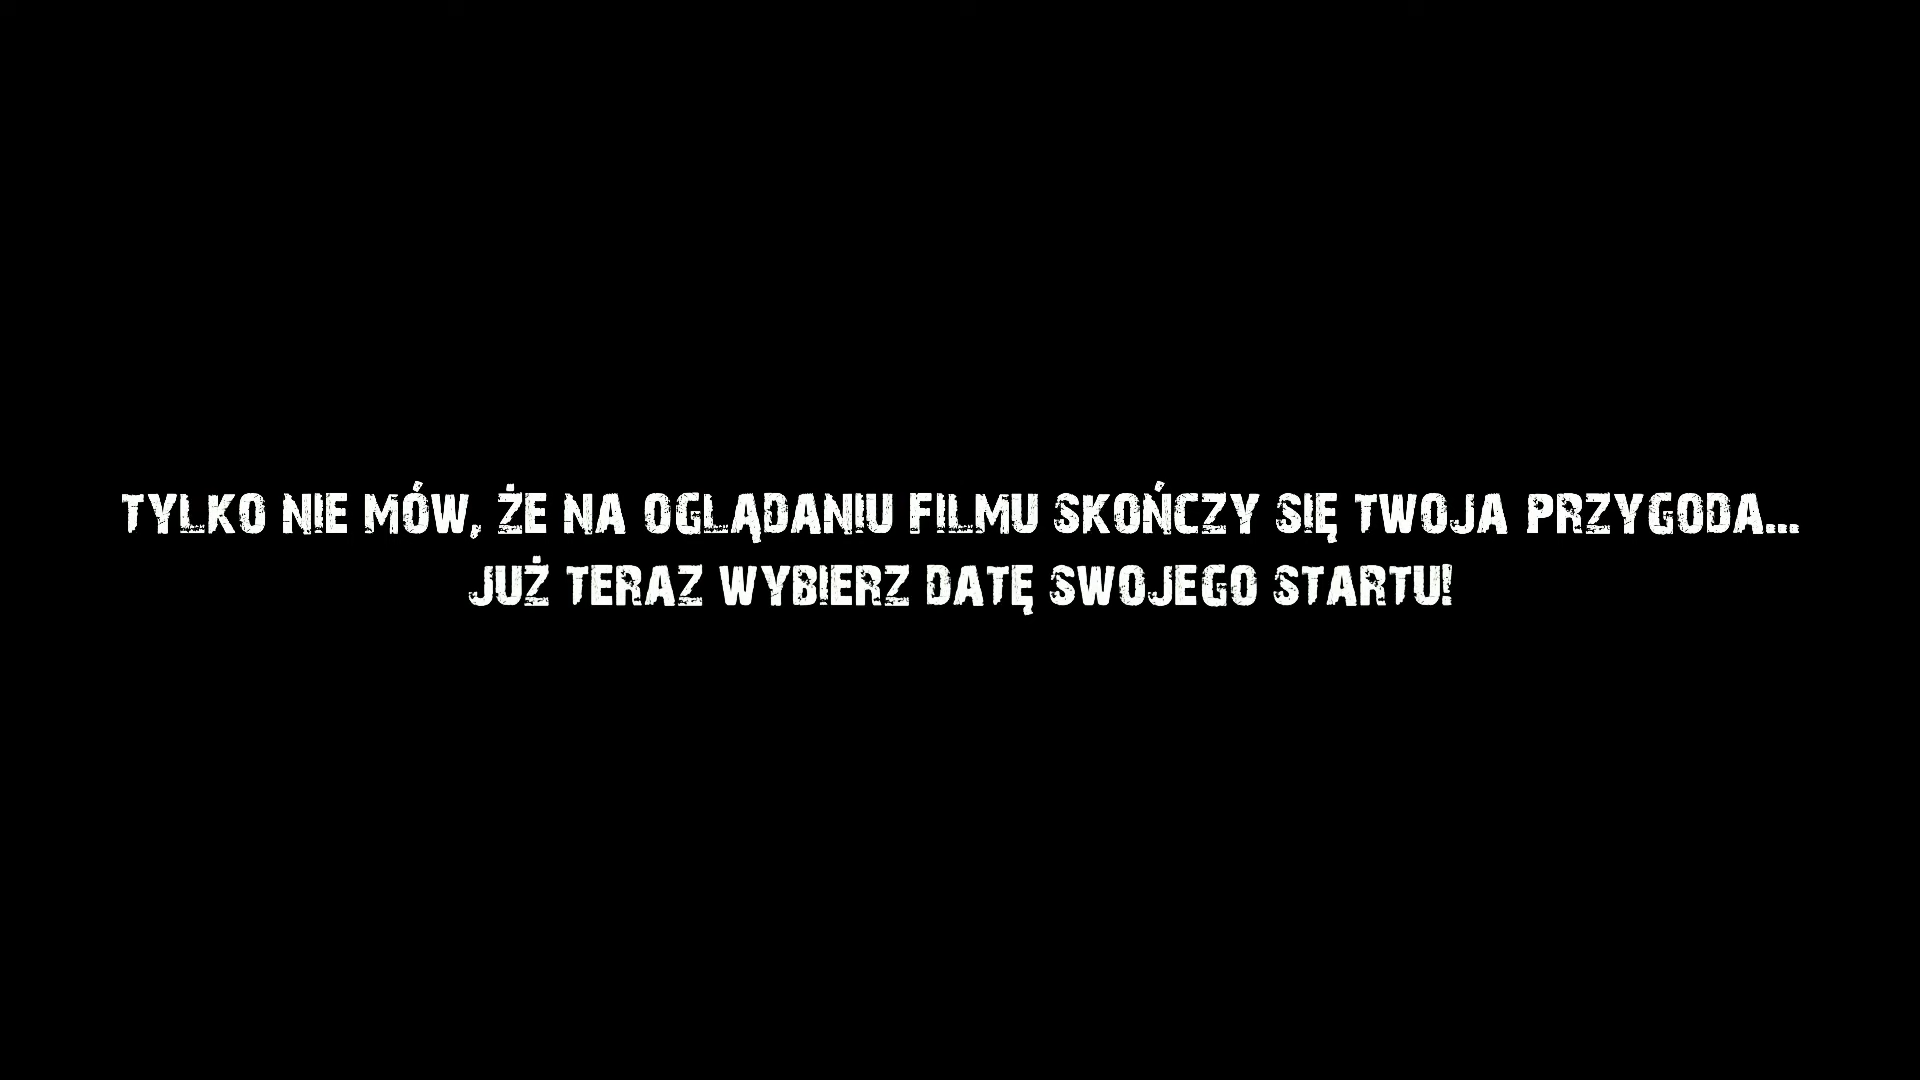 TYLKO NIE MÓW, ŻE NA OGLĄDANIU FILMU SKOŃCZY SIĘ TWOJA PRZYGODA...
JUŻ TERAZ WYBIERZ DATĘ SWOJEGO STARTU!